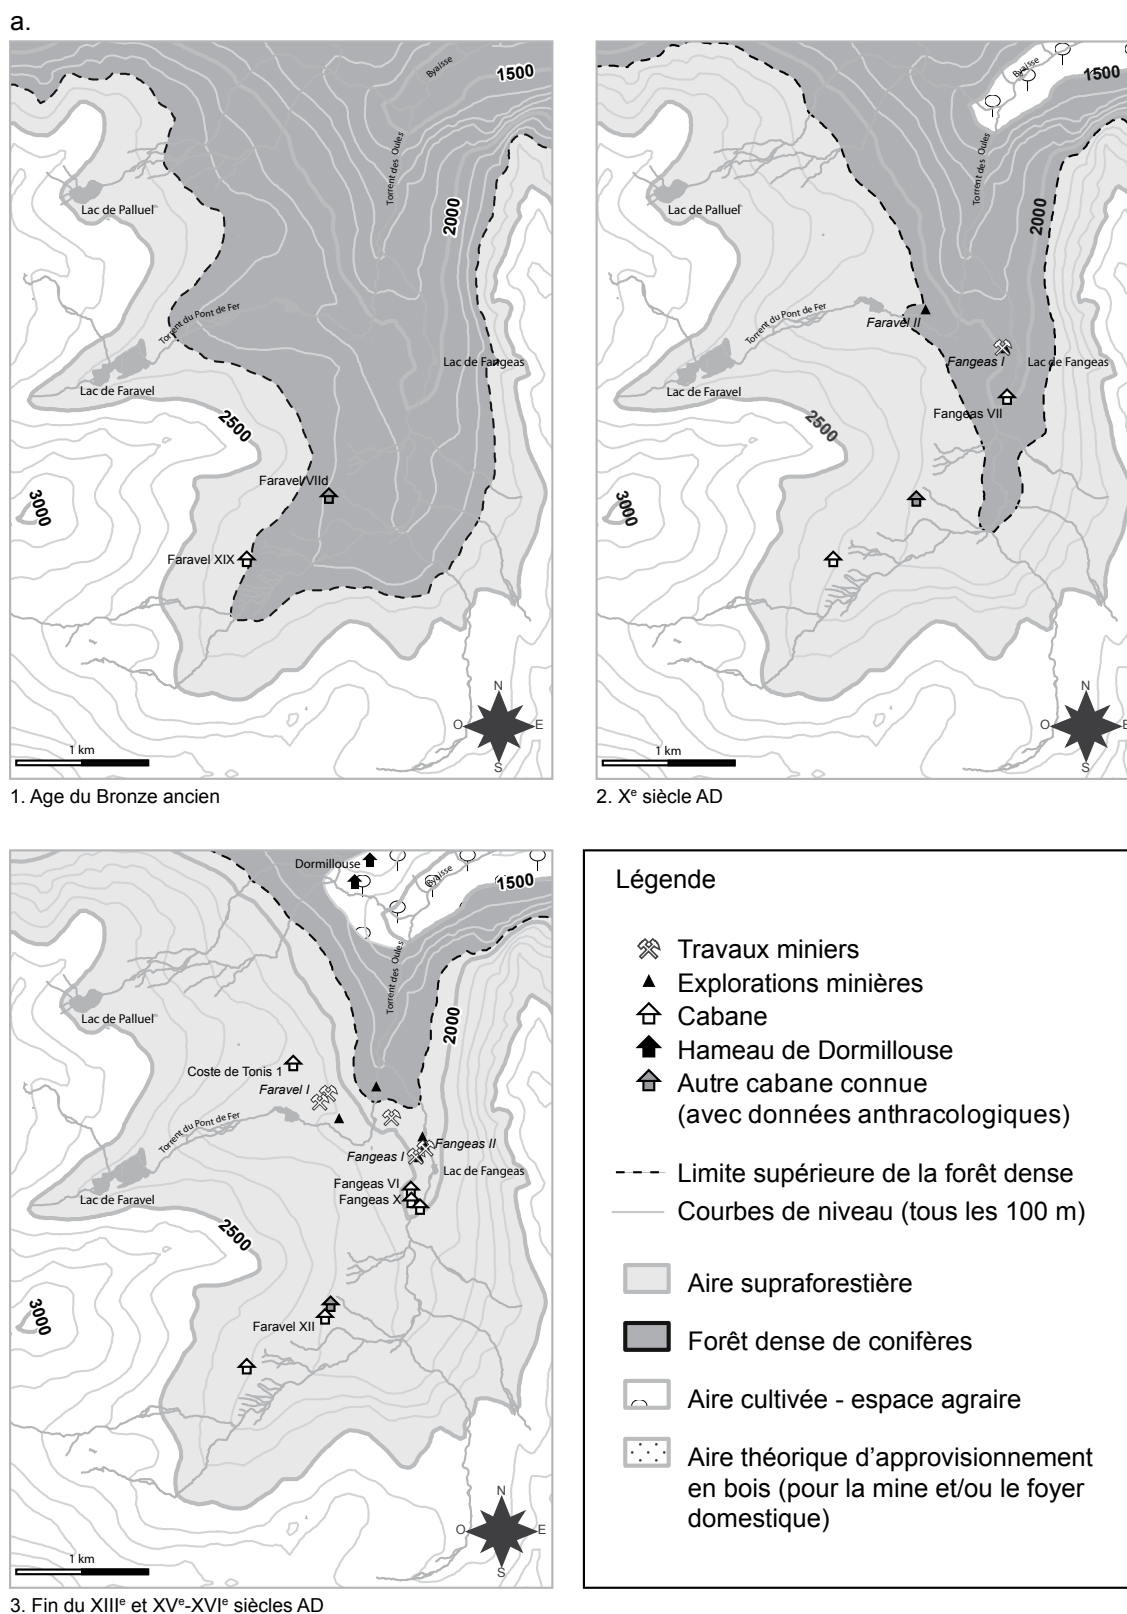 a.
Byaisse
1500
Torrent des Oules
2000
Lac de Palluel
Torrent du Pont de Fer
Lac de Fangeas
Lac de Faravel
2500
Faravel VIId
3000
Faravel XIX
N
O
E
S
1 km
1. Age du Bronze ancien
Byaisse
1500
Torrent des Oules
2000
Lac de Palluel
Torrent du Pont de Fer
Faravel II
Fangeas I
Lac de Fangeas
Lac de Faravel
Fangeas VII
2500
3000
N
O
E
S
1 km
2. Xe siècle AD
Dormillouse
Byaisse
1500
Torrent des Oules
2000
Lac de Palluel
Coste de Tonis 1
Faravel I
Torrent du Pont de Fer
Fangeas II
Fangeas I
Lac de Fangeas
Fangeas VI
Lac de Faravel
Fangeas X
2500
3000
Faravel XII
N
O
E
S
1 km
3. Fin du XIIIe et XVe-XVIe siècles AD
Légende
Travaux miniers
Explorations minières
Cabane
Hameau de Dormillouse
Autre cabane connue
(avec données anthracologiques)
Limite supérieure de la forêt dense
Courbes de niveau (tous les 100 m)
Aire supraforestière
Forêt dense de conifères
Aire cultivée - espace agraire
Aire théorique d'approvisionnement
en bois (pour la mine et/ou le foyer
domestique)